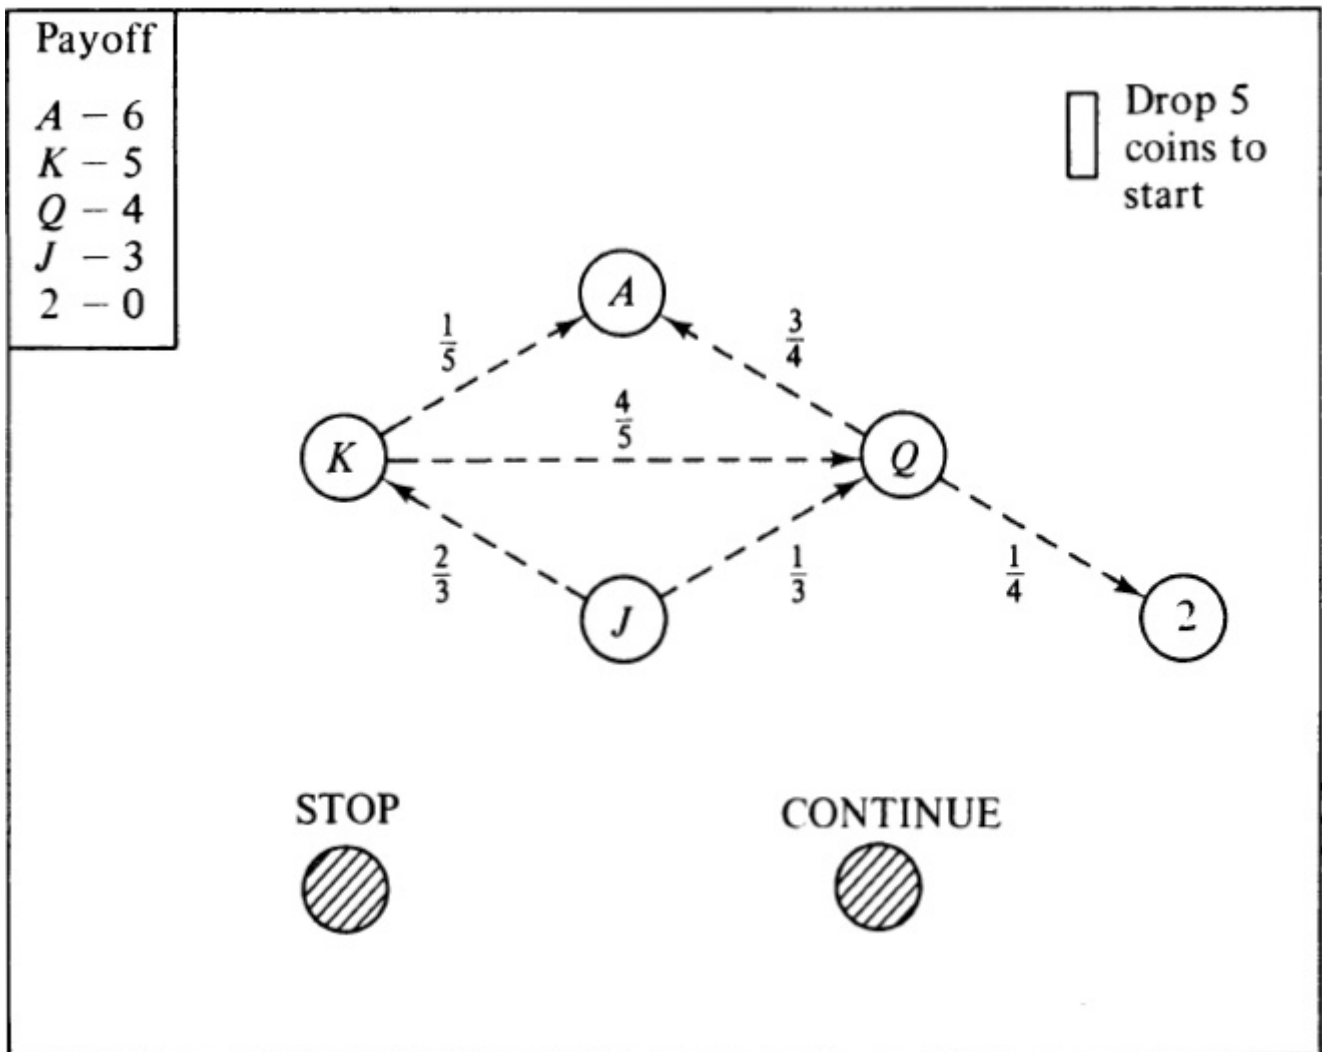 Payoff
A – 6
K – 5
Q – 4
J – 3
2 – 0
Drop 5
coins to
start
A
1/5
3/4
4/5
K
Q
2/3
1/3
1/4
J
2
STOP
CONTINUE